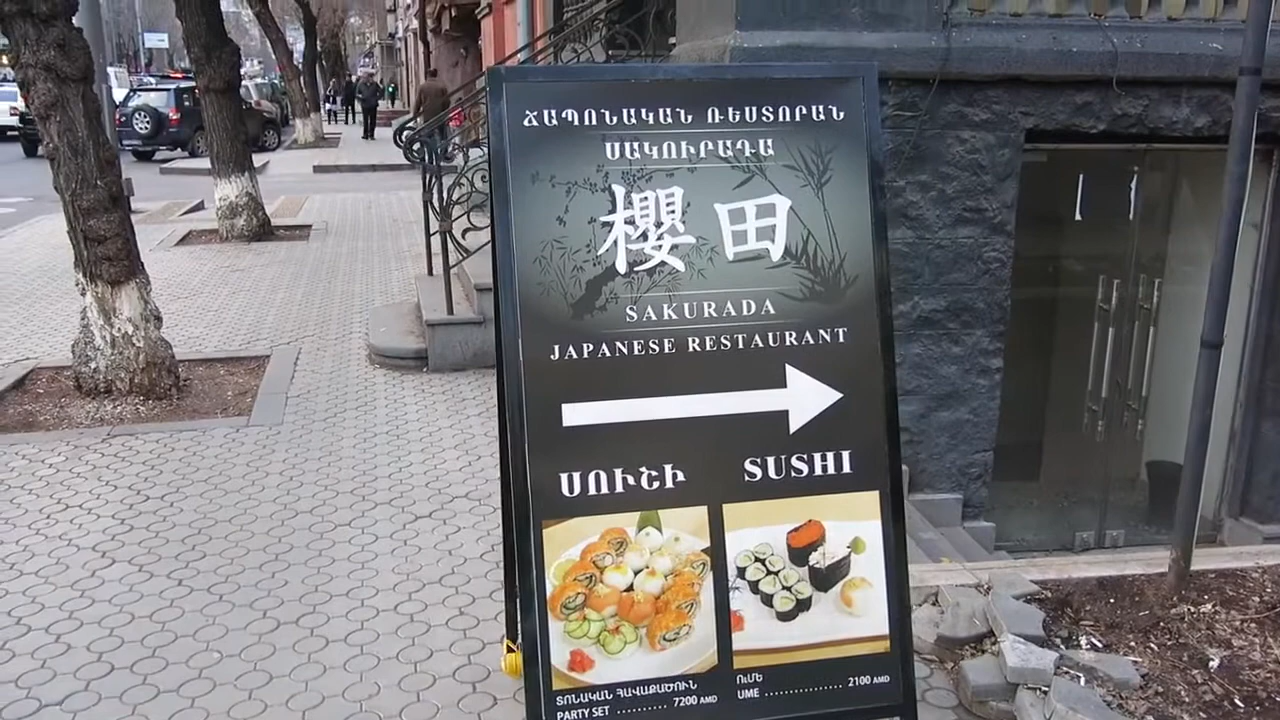 ՃԱՊՈՆԱԿԱՆ ՌԵՍՏՈՐԱՆ
ՍԱԿՈՒՐԱԴԱ
櫻田
SAKURADA
JAPANESE RESTAURANT
ՍՈՒՇԻ SUSHI
ՏՈՆԱԿԱՆ ՀԱՎԱՔԱԾՈՒՆ
PARTY SET .......... 7200 AMD
ՈւՄԵ
UME ................ 2100 AMD